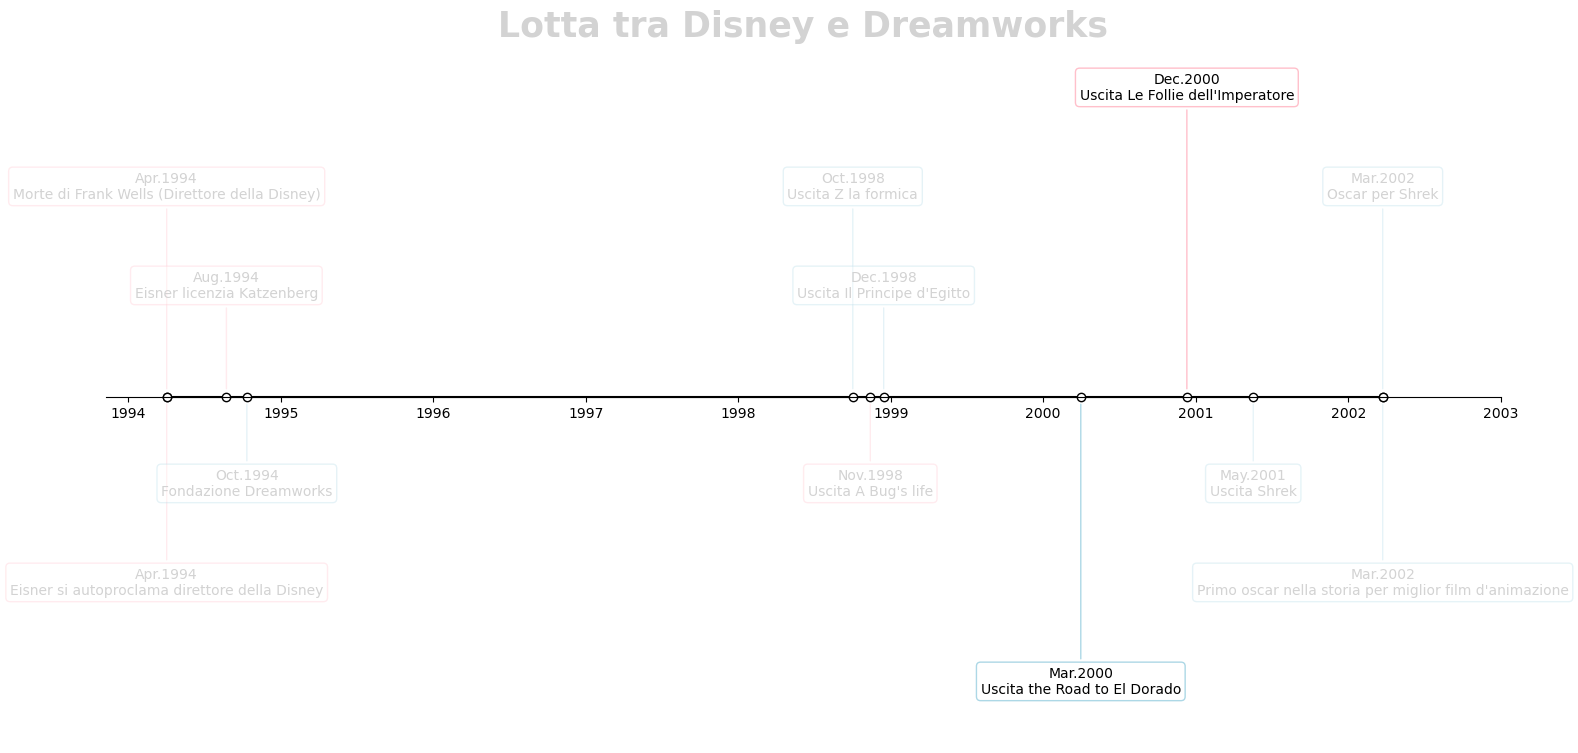 Lotta tra Disney e Dreamworks
Dec.2000
Uscita Le Follie dell'Imperatore
Apr.1994
Morte di Frank Wells (Direttore della Disney)
Oct.1998
Uscita Z la formica
Mar.2002
Oscar per Shrek
Aug.1994
Eisner licenzia Katzenberg
Dec.1998
Uscita Il Principe d'Egitto
1994
1995
1996
1997
1998
1999
2000
2001
2002
2003
Oct.1994
Fondazione Dreamworks
Nov.1998
Uscita A Bug's life
May.2001
Uscita Shrek
Apr.1994
Eisner si autoproclama direttore della Disney
Mar.2002
Primo oscar nella storia per miglior film d'animazione
Mar.2000
Uscita the Road to El Dorado